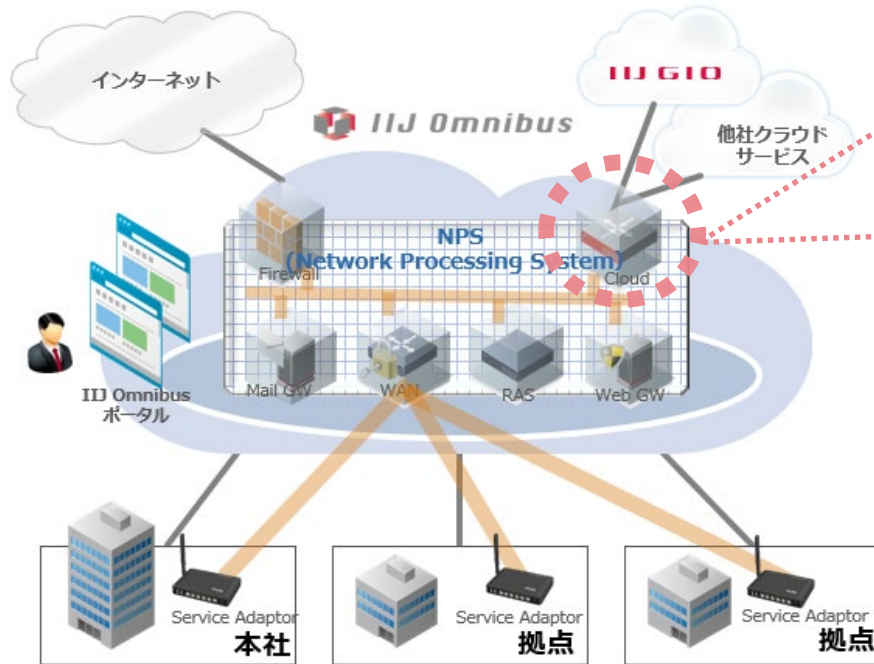 インターネット
IIJ GIO
IIJ Omnibus
他社クラウド
サービス
NPS
(Network Processing System)
Firewall
Cloud
Mail GW
WAN
RAS
Web GW
IIJ Omnibus
ポータル
Service Adaptor
本社
Service Adaptor
拠点
Service Adaptor
拠点